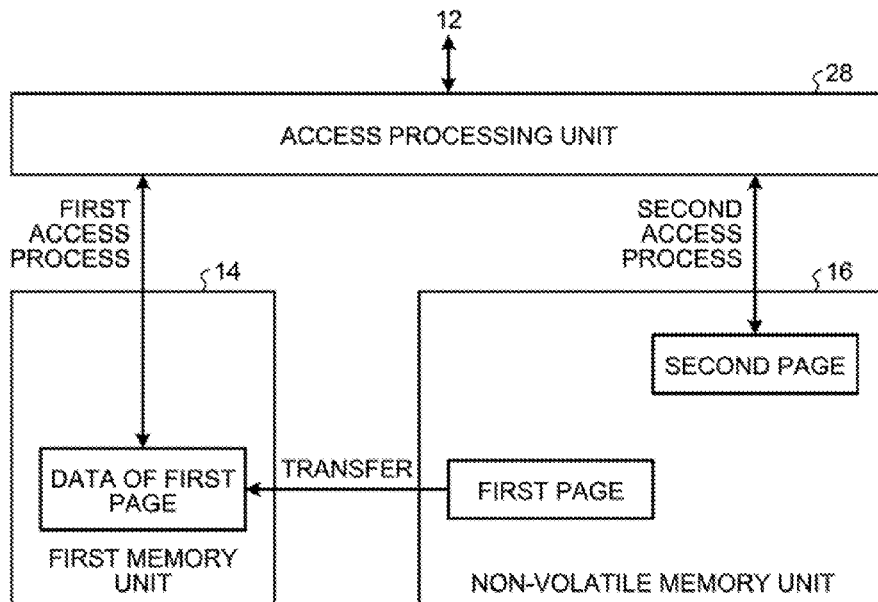 12
28
ACCESS PROCESSING UNIT
FIRST
ACCESS
PROCESS
SECOND
ACCESS
PROCESS
14
16
SECOND PAGE
DATA OF FIRST
PAGE
TRANSFER
FIRST PAGE
FIRST MEMORY
UNIT
NON-VOLATILE MEMORY UNIT